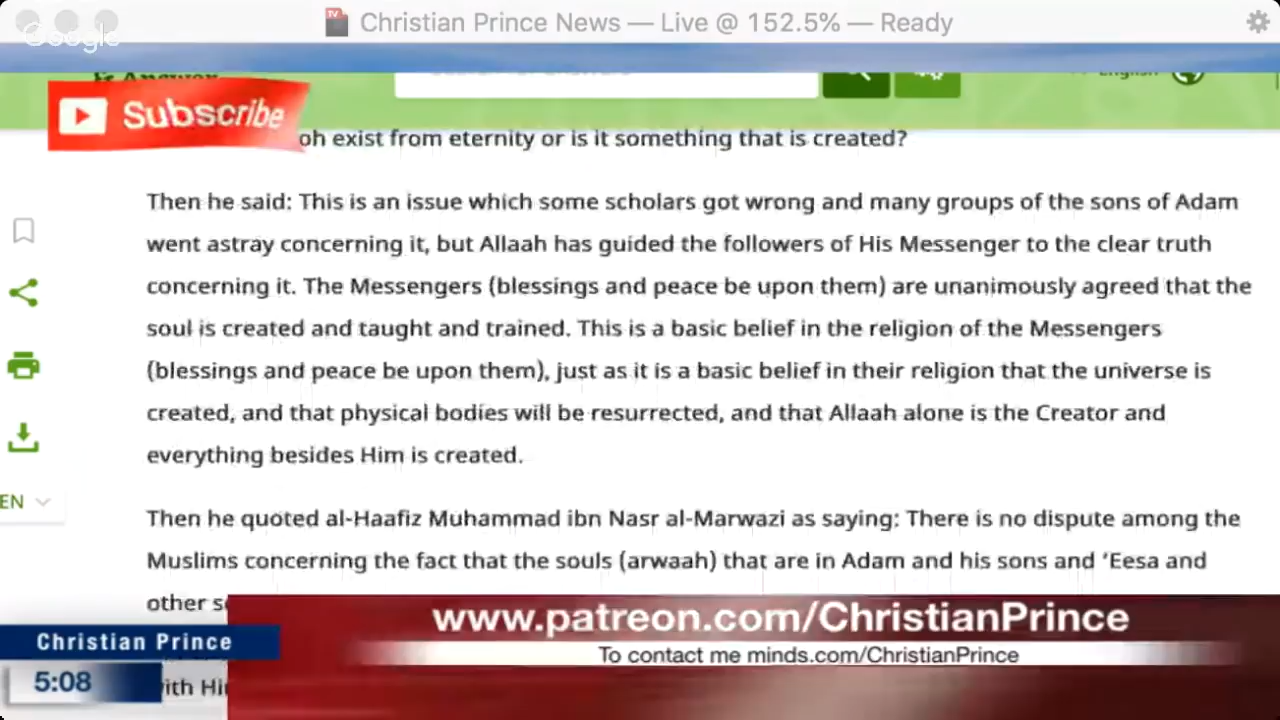 Christian Prince News — Live @ 152.5% — Ready
Google
Subscribe
English
oh exist from eternity or is it something that is created?
Then he said: This is an issue which some scholars got wrong and many groups of the sons of Adam
went astray concerning it, but Allaah has guided the followers of His Messenger to the clear truth
concerning it. The Messengers (blessings and peace be upon them) are unanimously agreed that the
soul is created and taught and trained. This is a basic belief in the religion of the Messengers
(blessings and peace be upon them), just as it is a basic belief in their religion that the universe is
created, and that physical bodies will be resurrected, and that Allaah alone is the Creator and
everything besides Him is created.
EN
Then he quoted al-Haafiz Muhammad ibn Nasr al-Marwazi as saying: There is no dispute among the
Muslims concerning the fact that the souls (arwaah) that are in Adam and his sons and ‘Eesa and
other
www.patreon.com/ChristianPrince
Christian Prince
To contact me minds.com/ChristianPrince
5:08